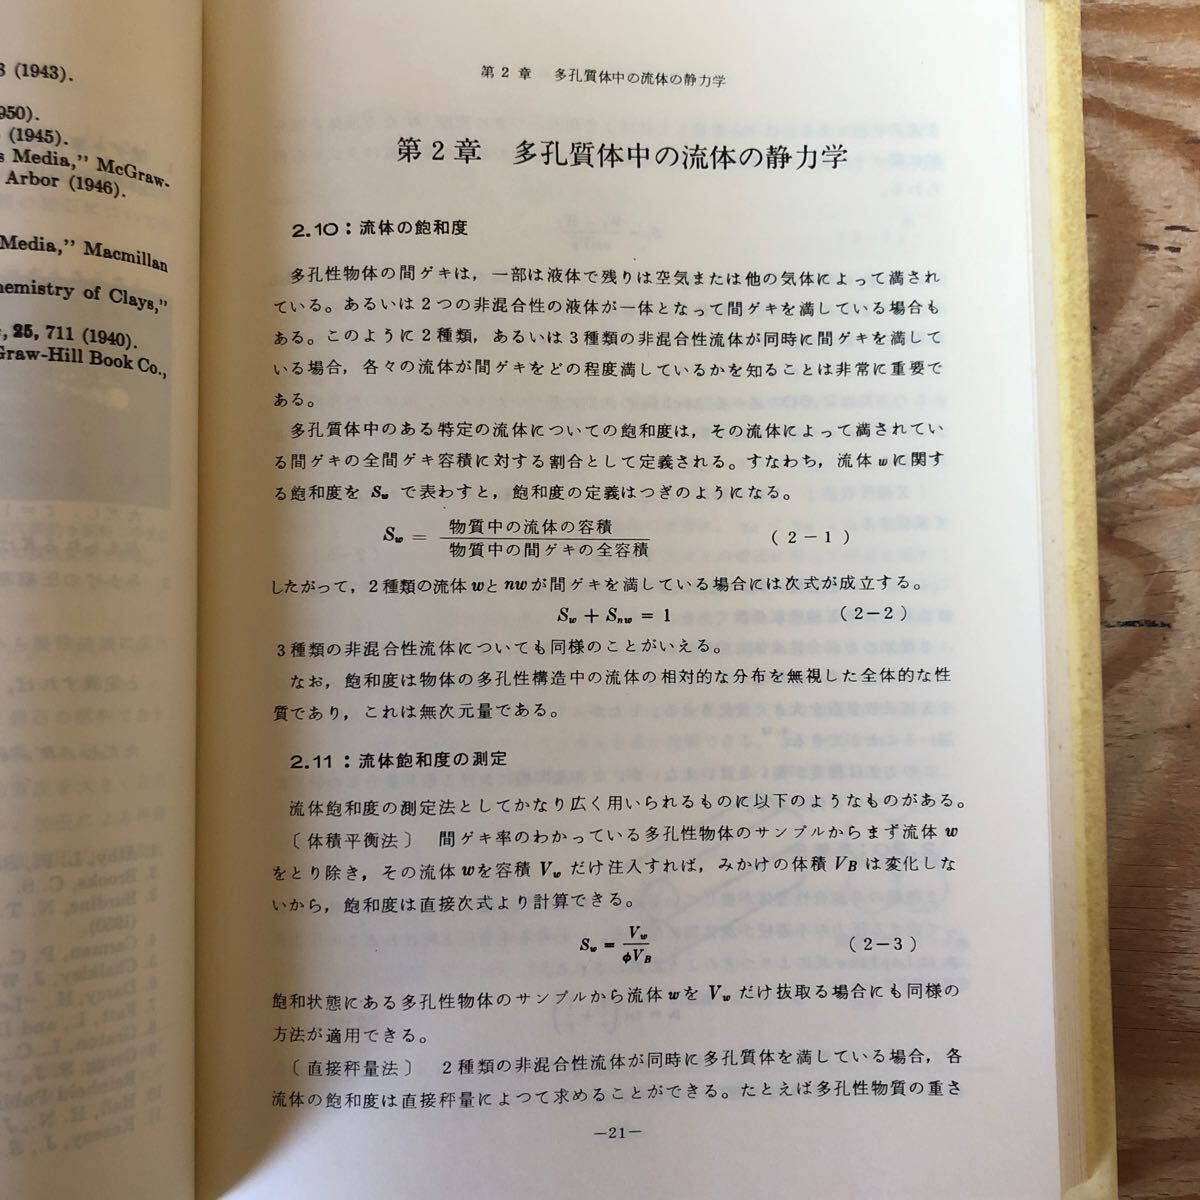 3 (1943).
950).
(1945).
s Media,” McGraw-
Arbor (1946).
Media,” Macmillan
emistry of Clays,”
, 25, 711 (1940).
Graw-Hill Book Co.,
第 2 章　多孔質体中の流体の静力学
第 2 章　多孔質体中の流体の静力学
2.10：流体の飽和度
多孔性物体の間ゲキは，一部は液体で残りは空気または他の気体によって満され
ている。あるいは 2 つの非混合性の液体が一体となって間ゲキを満している場合も
ある。このように 2 種類，あるいは 3 種類の非混合性流体が同時に間ゲキを満して
いる場合，各々の流体が間ゲキをどの程度満しているかを知ることは非常に重要で
ある。
多孔質体中のある特定の流体についての飽和度は，その流体によって満されてい
る間ゲキの全間ゲキ容積に対する割合として定義される。すなわち，流体 w に関す
る飽和度を Sw で表わすと，飽和度の定義はつぎのようになる。
Sw = 物質中の流体の容積 / 物質中の間ゲキの全容積 ( 2 - 1 )
したがって，2 種類の流体 w と nw が間ゲキを満している場合には次式が成立する。
Sw + Snw = 1 ( 2 - 2 )
3 種類の非混合性流体についても同様のことがいえる。
なお，飽和度は物体の多孔性構造中の流体の相対的な分布を無視した全体的な性
質であり，これは無次元量である。
2.11：流体飽和度の測定
流体飽和度の測定法としてかなり広く用いられるものに以下のようなものがある。
〔 体積平衡法 〕　間ゲキ率のわかっている多孔性物体のサンプルからまず流体 w
をとり除き，その流体 w を容積 Vw だけ注入すれば，みかけの体積 VB は変化しな
いから，飽和度は直接次式より計算できる。
Sw = Vw / φVB ( 2 - 3 )
飽和状態にある多孔性物体のサンプルから流体 w を Vw だけ抜取る場合にも同様の
方法が適用できる。
〔 直接秤量法 〕　2 種類の非混合性流体が同時に多孔質体を満している場合，各
流体の飽和度は直接秤量によつて求めることができる。たとえば多孔性物質の重さ
—21—